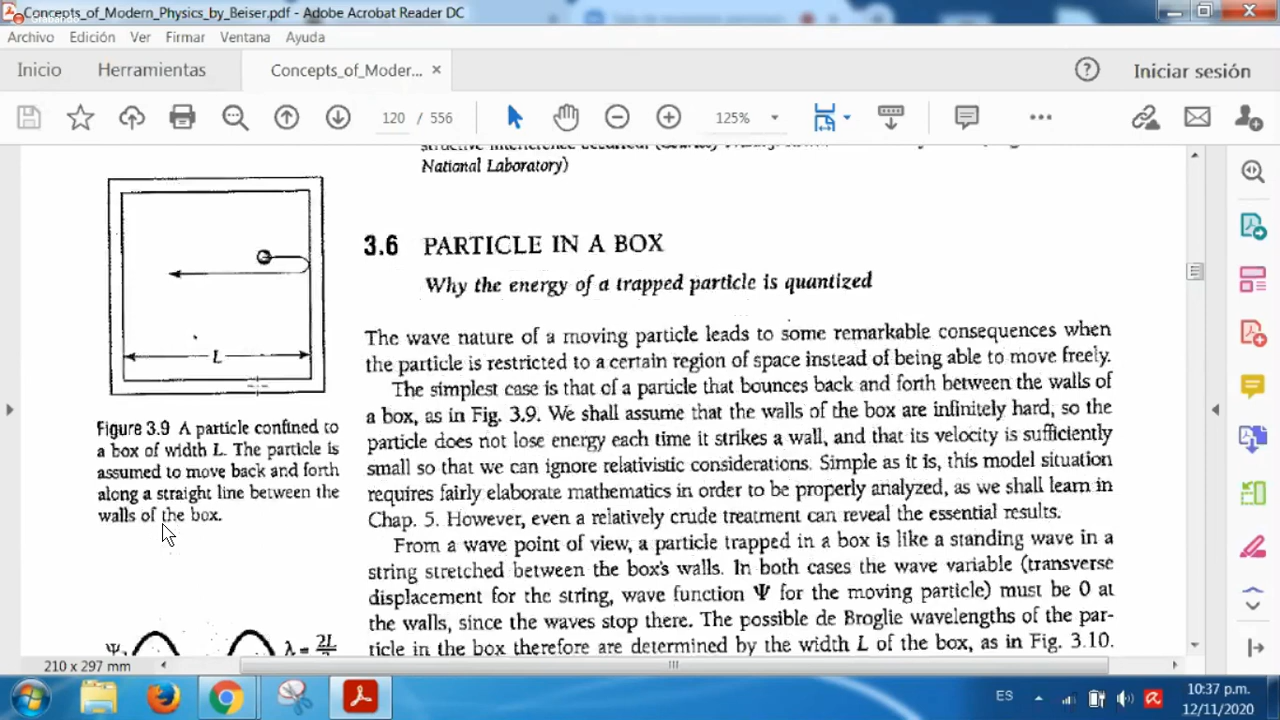 Concepts_of_Modern_Physics_by_Beiser.pdf - Adobe Acrobat Reader DC
Archivo Edición Ver Firmar Ventana Ayuda
Inicio Herramientas Concepts_of_Moder... × Iniciar sesión
120 / 556 125%
National Laboratory)
3.6 PARTICLE IN A BOX
Why the energy of a trapped particle is quantized
L
Figure 3.9 A particle confined to
a box of width L. The particle is
assumed to move back and forth
along a straight line between the
walls of the box.
The wave nature of a moving particle leads to some remarkable consequences when
the particle is restricted to a certain region of space instead of being able to move freely.
The simplest case is that of a particle that bounces back and forth between the walls of
a box, as in Fig. 3.9. We shall assume that the walls of the box are infinitely hard, so the
particle does not lose energy each time it strikes a wall, and that its velocity is sufficiently
small so that we can ignore relativistic considerations. Simple as it is, this model situation
requires fairly elaborate mathematics in order to be properly analyzed, as we shall learn in
Chap. 5. However, even a relatively crude treatment can reveal the essential results.
From a wave point of view, a particle trapped in a box is like a standing wave in a
string stretched between the box's walls. In both cases the wave variable (transverse
displacement for the string, wave function Ψ for the moving particle) must be 0 at
the walls, since the waves stop there. The possible de Broglie wavelengths of the par-
ticle in the box therefore are determined by the width L of the box, as in Fig. 3.10.
λ = 2L
210 x 297 mm
ES 10:37 p.m.
12/11/2020